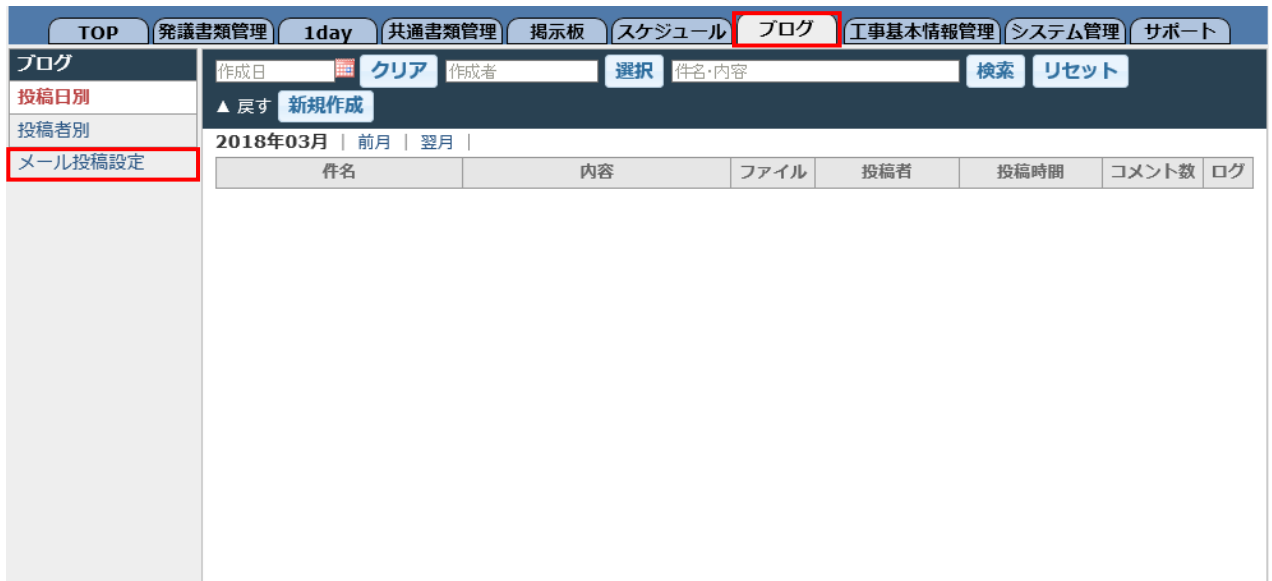 TOP 発議書類管理 1day 共通書類管理 掲示板 スケジュール ブログ 工事基本情報管理 システム管理 サポート
ブログ
投稿日別
投稿者別
メール投稿設定
作成日 クリア 作成者 選択 件名・内容 検索 リセット
▲ 戻す 新規作成
2018年03月 | 前月 | 翌月 |
件名 内容 ファイル 投稿者 投稿時間 コメント数 ログ